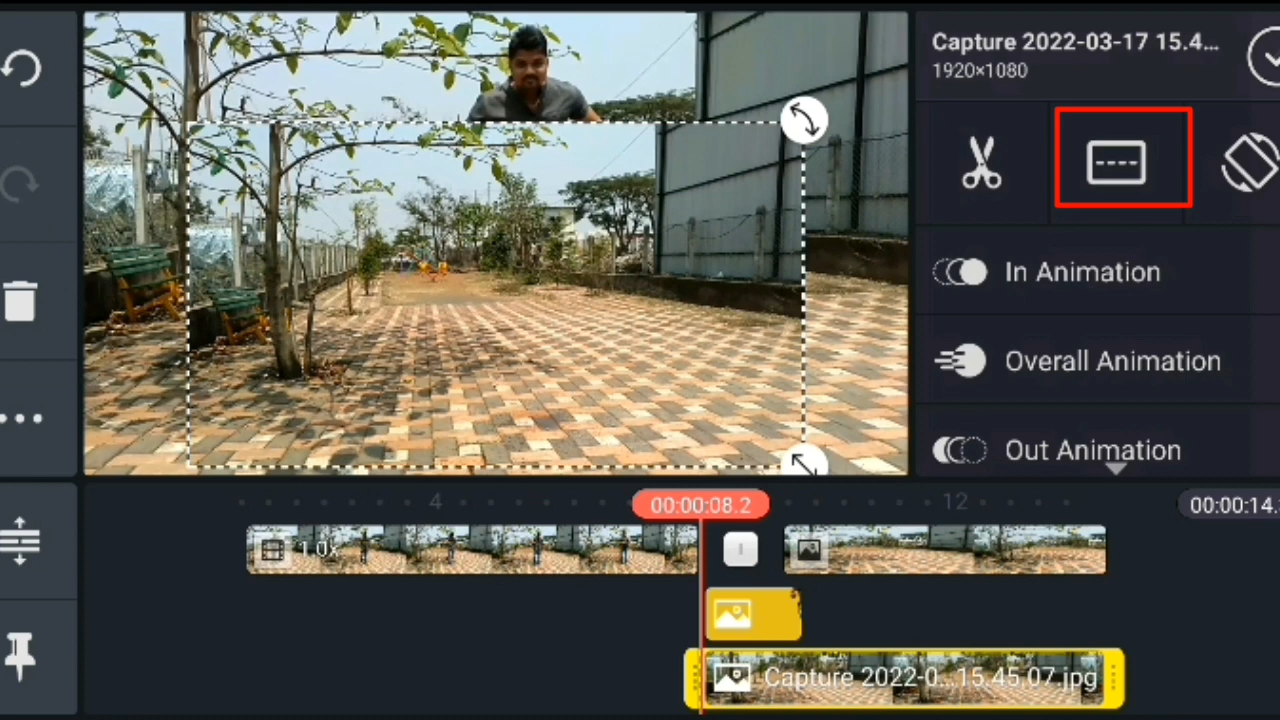 Capture 2022-03-17 15.4...
1920×1080
In Animation
Overall Animation
Out Animation
4
00:00:08.2
12
00:00:14.
1.0x
Capture 2022-0...15.45.07.jpg